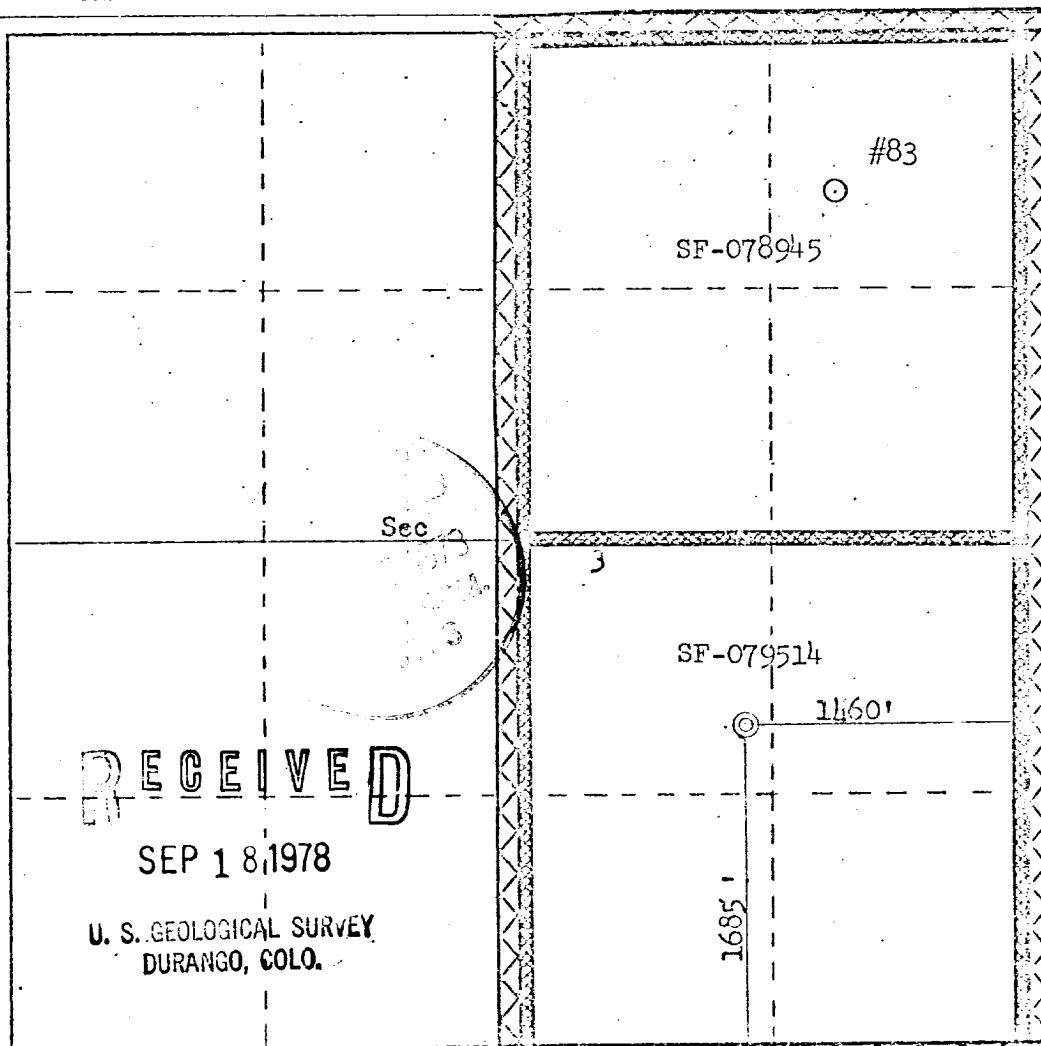 #83
SF-078945
Sec
3
SF-079514
1460'
1685'
RECEIVED
SEP 18 1978
U. S. GEOLOGICAL SURVEY
DURANGO, COLO.